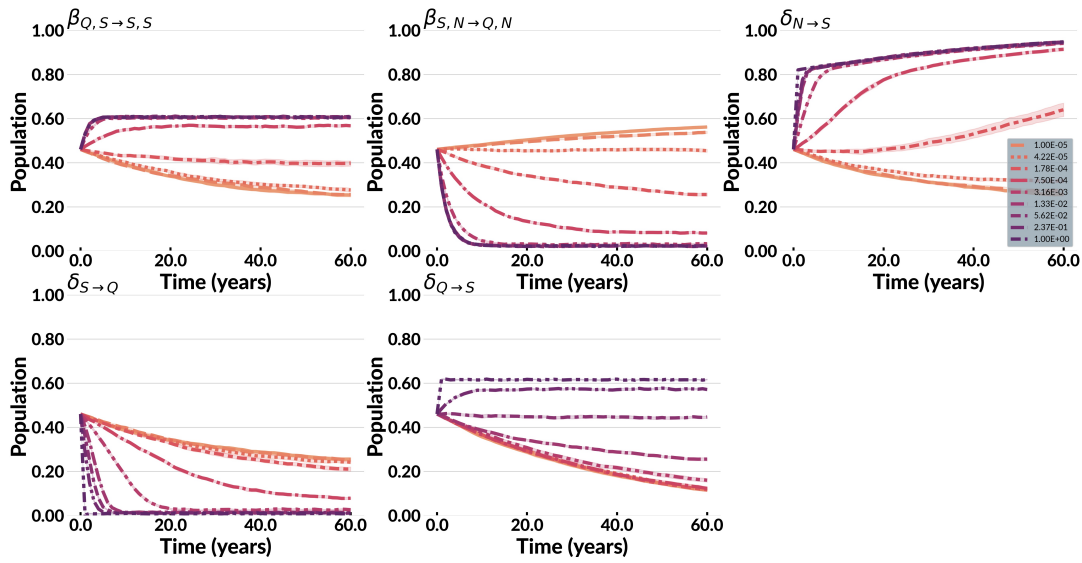 β_{Q, S→S, S}
β_{S, N→Q, N}
δ_{N→S}
1.00
0.80
0.60
0.40
0.20
0.00
Population
0.0 20.0 40.0 60.0
Time (years)
1.00
0.80
0.60
0.40
0.20
0.00
Population
0.0 20.0 40.0 60.0
Time (years)
1.00
0.80
0.60
0.40
0.20
0.00
Population
0.0 20.0 40.0 60.0
Time (years)
1.00E-05
4.22E-05
1.78E-04
7.50E-04
3.16E-03
1.33E-02
5.62E-02
2.37E-01
1.00E+00
δ_{S→Q}
δ_{Q→S}
1.00
0.80
0.60
0.40
0.20
0.00
Population
0.0 20.0 40.0 60.0
Time (years)
1.00
0.80
0.60
0.40
0.20
0.00
Population
0.0 20.0 40.0 60.0
Time (years)